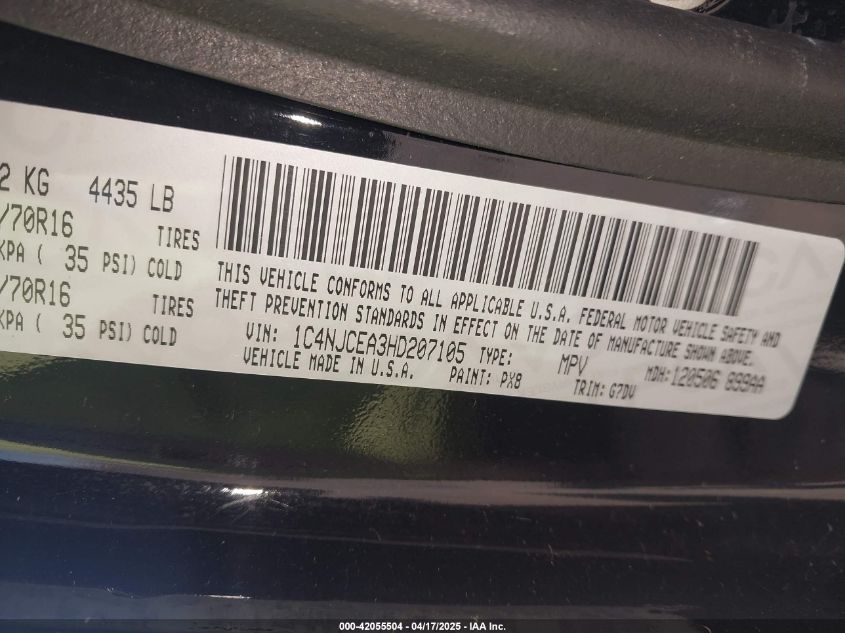 2 KG 4435 LB
/70R16 TIRES
KPA ( 35 PSI) COLD
/70R16 TIRES
KPA ( 35 PSI) COLD
THIS VEHICLE CONFORMS TO ALL APPLICABLE U.S.A. FEDERAL MOTOR VEHICLE SAFETY AND
THEFT PREVENTION STANDARDS IN EFFECT ON THE DATE OF MANUFACTURE SHOWN ABOVE.
VIN: 1C4NJCEA3HD207105 TYPE: MPV MDH: 120506 899AA
VEHICLE MADE IN U.S.A. PAINT: PX8 TRIM: G7DV
000-42055504 - 04/17/2025 - IAA Inc.